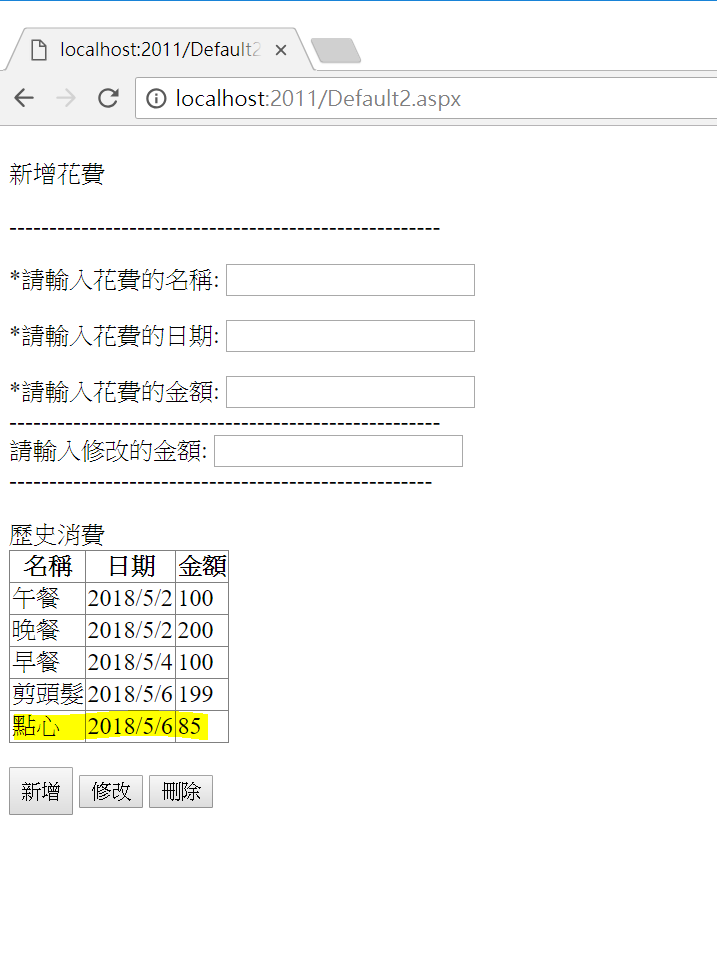 localhost:2011/Default2
localhost:2011/Default2.aspx
新增花費
------------------------------------------------------
*請輸入花費的名稱:
*請輸入花費的日期:
*請輸入花費的金額:
------------------------------------------------------
請輸入修改的金額:
-----------------------------------------------------
歷史消費
名稱 日期 金額
午餐 2018/5/2 100
晚餐 2018/5/2 200
早餐 2018/5/4 100
剪頭髮 2018/5/6 199
點心 2018/5/6 85
新增 修改 刪除